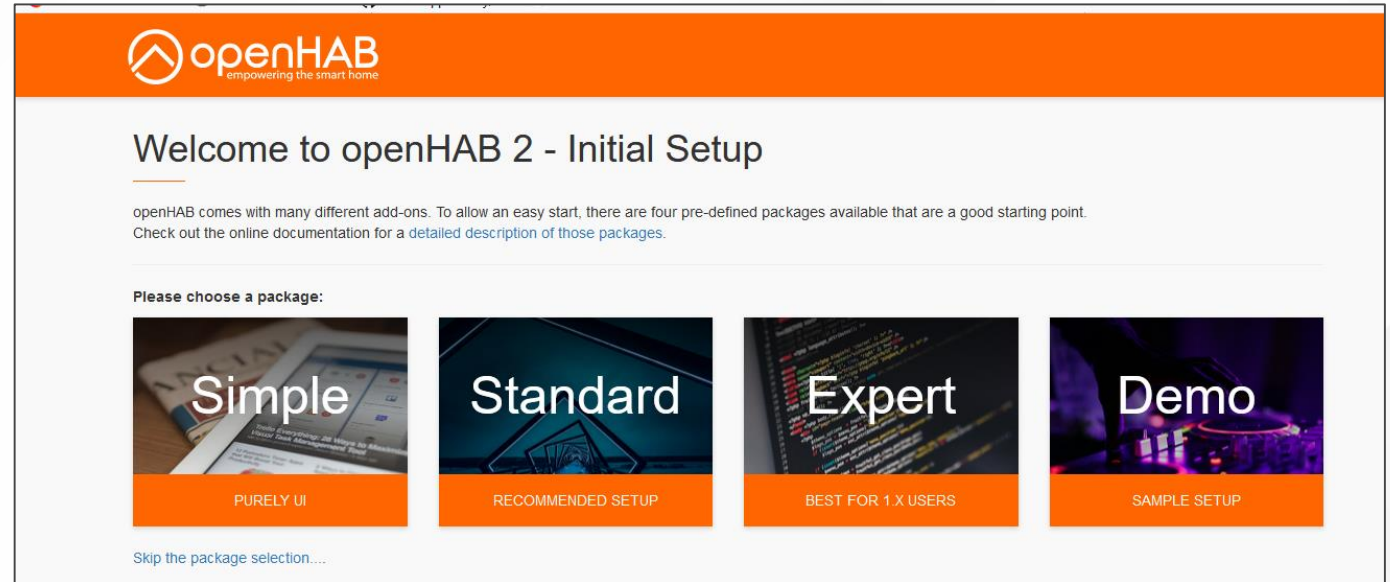 openHAB
empowering the smart home
Welcome to openHAB 2 - Initial Setup
openHAB comes with many different add-ons. To allow an easy start, there are four pre-defined packages available that are a good starting point.
Check out the online documentation for a detailed description of those packages.
Please choose a package:
Simple
PURELY UI
Standard
RECOMMENDED SETUP
Expert
BEST FOR 1.X USERS
Demo
SAMPLE SETUP
Skip the package selection....